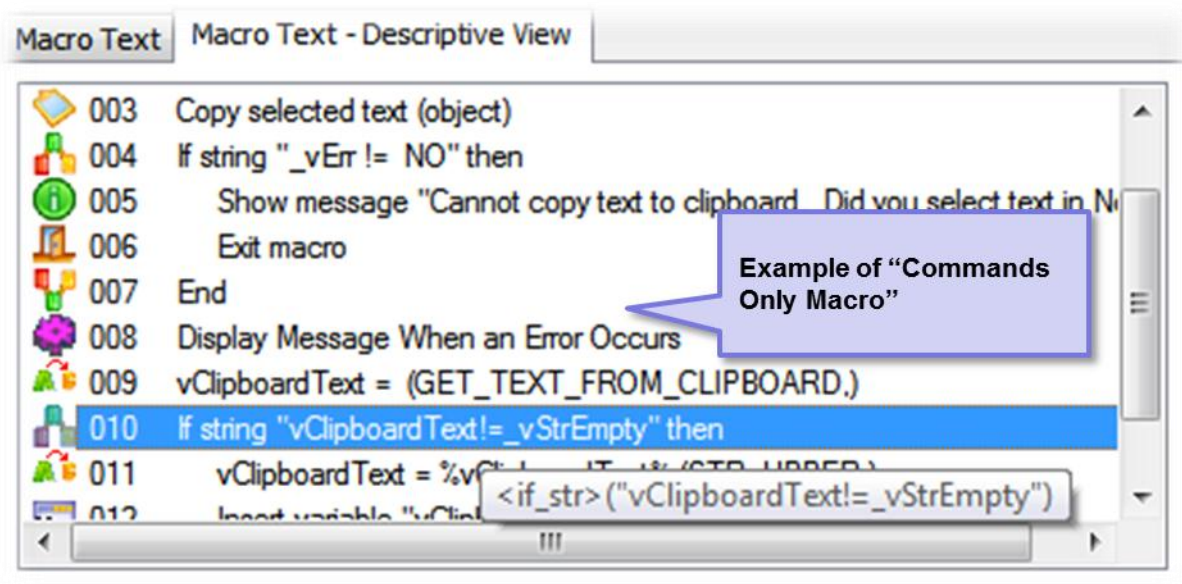 Macro Text Macro Text - Descriptive View
003 Copy selected text (object)
004 If string "_vErr != NO" then
005 Show message "Cannot copy text to clipboard. Did you select text in
006 Exit macro
007 End
008 Display Message When an Error Occurs
009 vClipboardText = (GET_TEXT_FROM_CLIPBOARD,)
010 If string "vClipboardText!=_vStrEmpty" then
011 vClipboardText =
012 Insert variable
Example of “Commands
Only Macro”
<if_str>("vClipboardText!=_vStrEmpty")